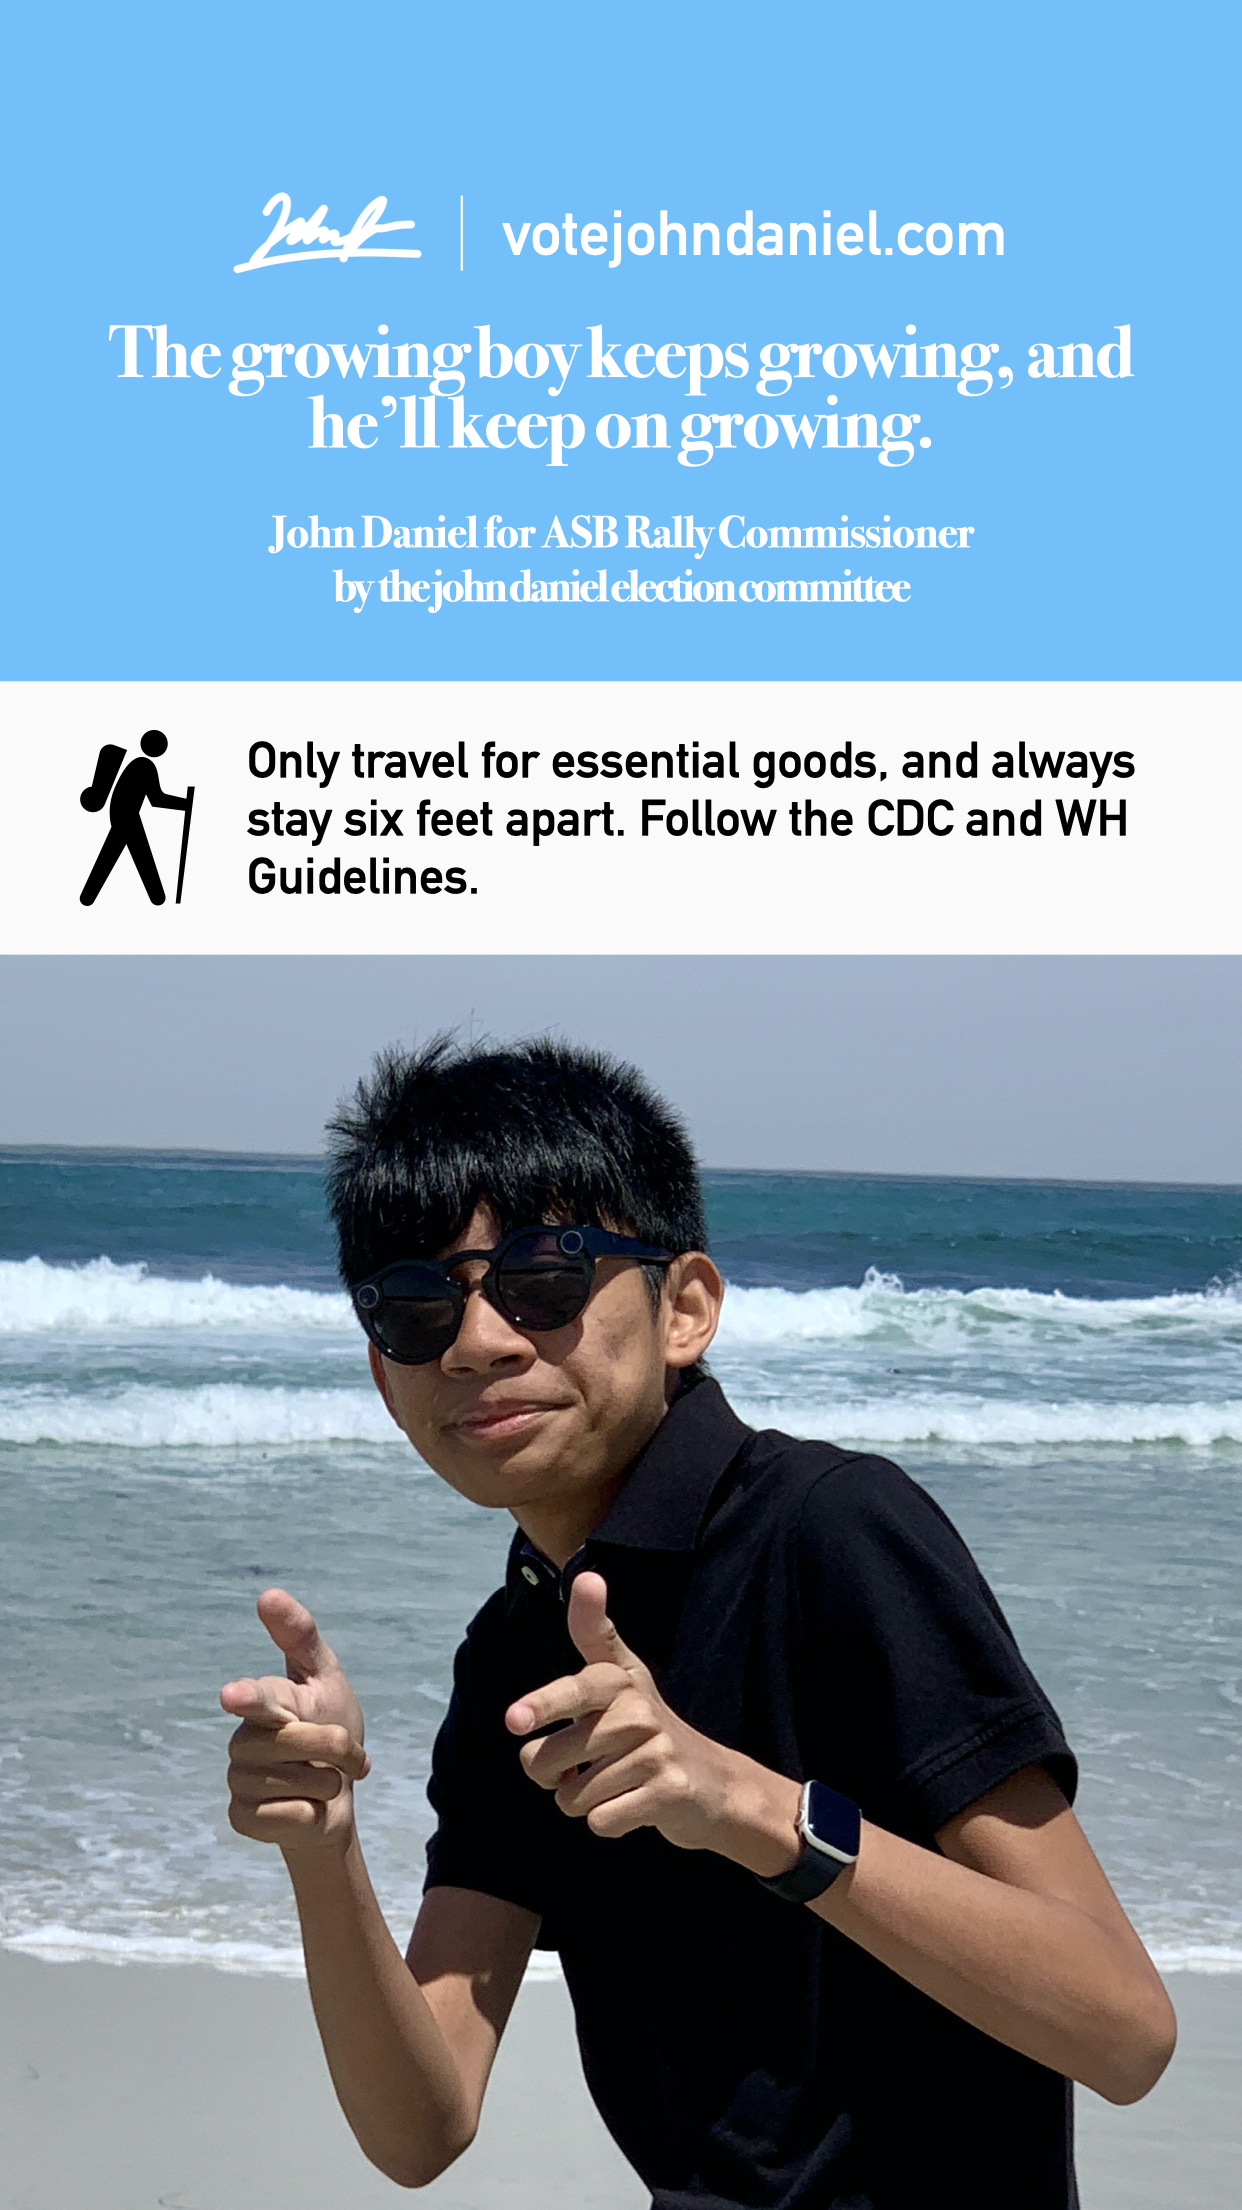 John
votejohndaniel.com
The growing boy keeps growing, and
he’ll keep on growing.
John Daniel for ASB Rally Commissioner
by the john daniel election committee
Only travel for essential goods, and always
stay six feet apart. Follow the CDC and WH
Guidelines.